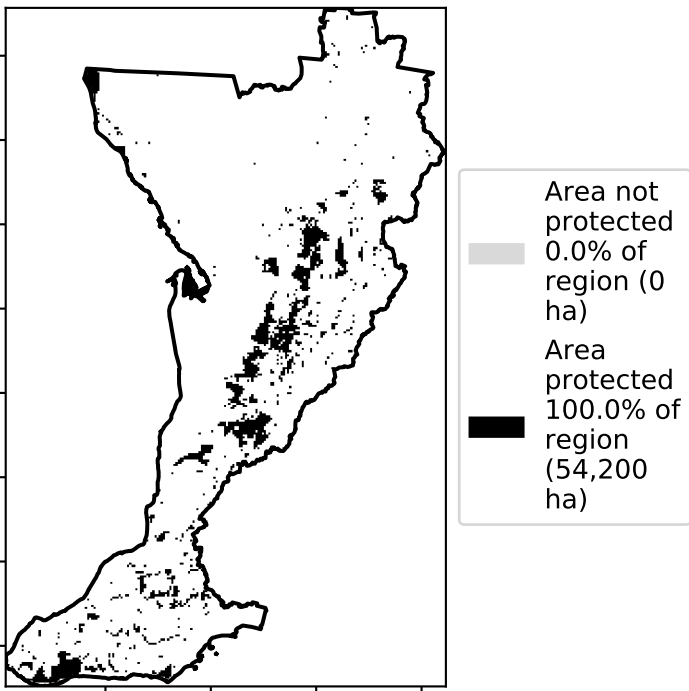 Area not
protected
0.0% of
region (0
ha)
Area
protected
100.0% of
region
(54,200
ha)